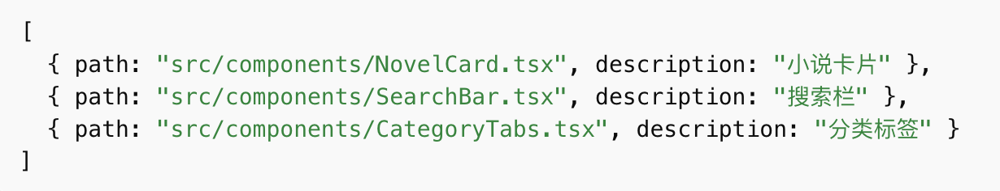 [
  { path: "src/components/NovelCard.tsx", description: "小说卡片" },
  { path: "src/components/SearchBar.tsx", description: "搜索栏" },
  { path: "src/components/CategoryTabs.tsx", description: "分类标签" }
]